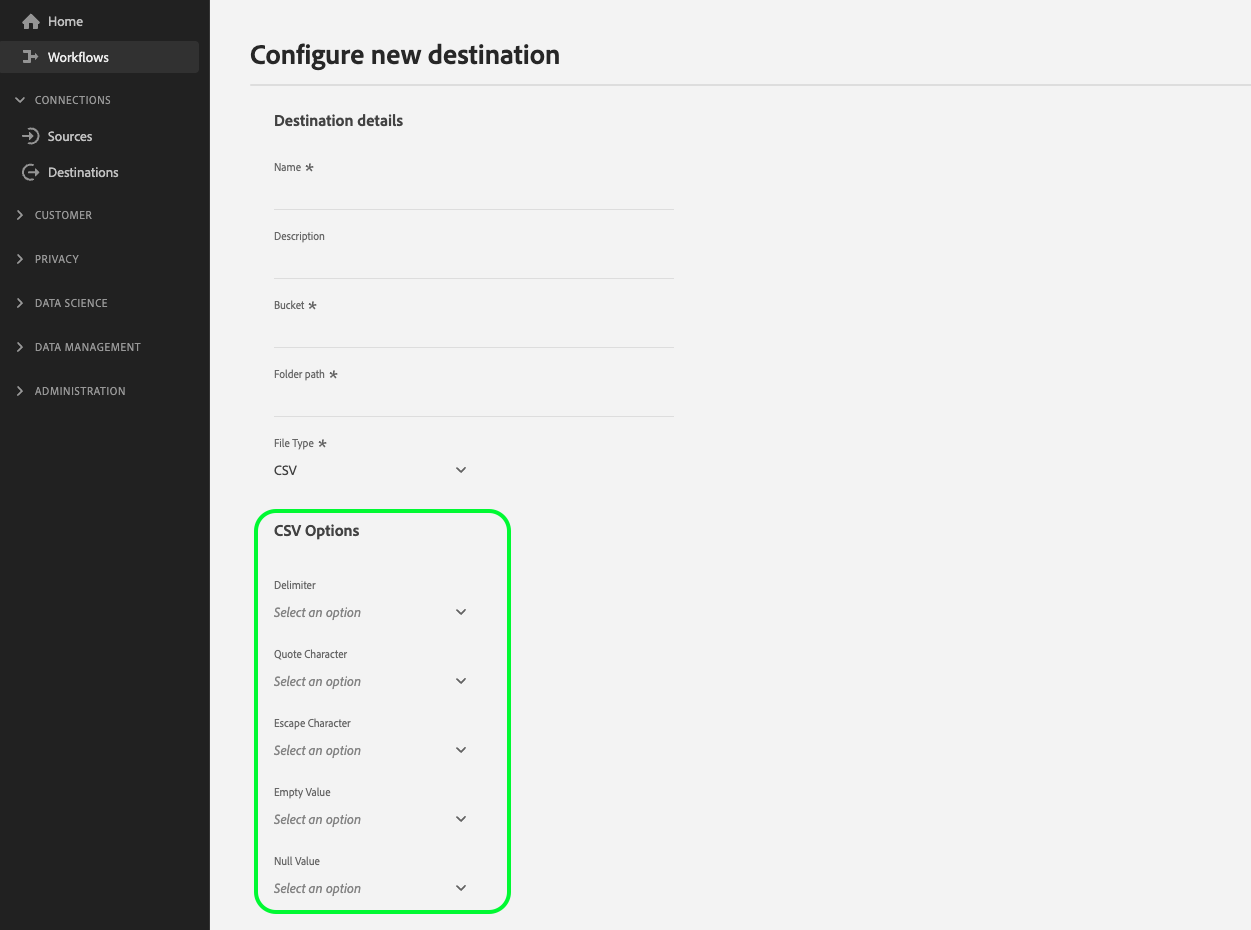 Home
Workflows
CONNECTIONS
Sources
Destinations
CUSTOMER
PRIVACY
DATA SCIENCE
DATA MANAGEMENT
ADMINISTRATION
Configure new destination
Destination details
Name *
Description
Bucket *
Folder path *
File Type *
CSV
CSV Options
Delimiter
Select an option
Quote Character
Select an option
Escape Character
Select an option
Empty Value
Select an option
Null Value
Select an option